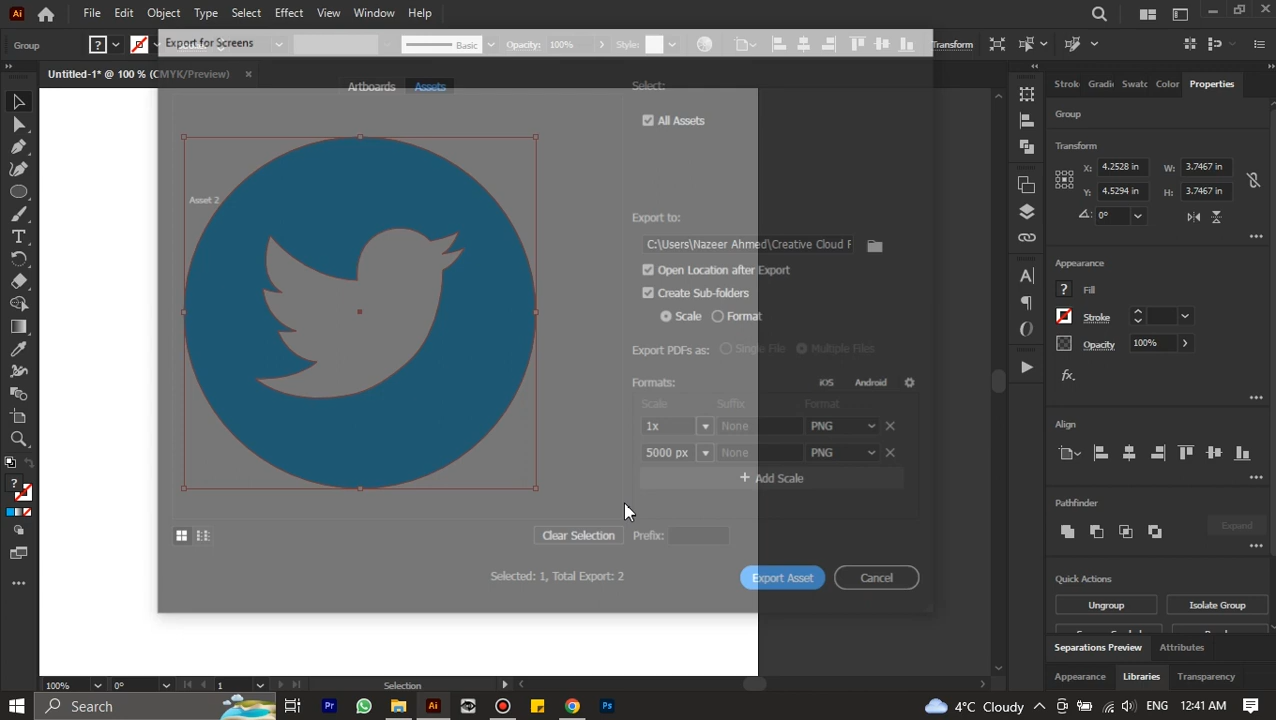 File Edit Object Type Select Effect View Window Help
Group
Export for Screens
Basic
Opacity: 100%
Style:
Transform
Untitled-1* @ 100 % (CMYK/Preview)
Strok Gradi Swatc Color Properties
Artboards Assets
Select:
All Assets
Asset 2
Export to:
C:\Users\Nazeer Ahmed\Creative Cloud F
Open Location after Export
Create Sub-folders
Scale Format
Export PDFs as: Single File Multiple Files
Formats: iOS Android
Scale Suffix Format
1x None PNG
5000 px None PNG
+ Add Scale
Clear Selection Prefix:
Selected: 1, Total Export: 2
Export Asset Cancel
Group
Transform
X: 4.2528 in W: 3.7467 in
Y: 4.5294 in H: 3.7467 in
0°
Appearance
? Fill
Stroke
Opacity 100%
fx.
Align
Pathfinder
Expand
Quick Actions
Ungroup Isolate Group
Separations Preview Attributes
Appearance Libraries Transparency
100% 0° 1 Selection
Search
4°C Cloudy ENG 12:41 AM